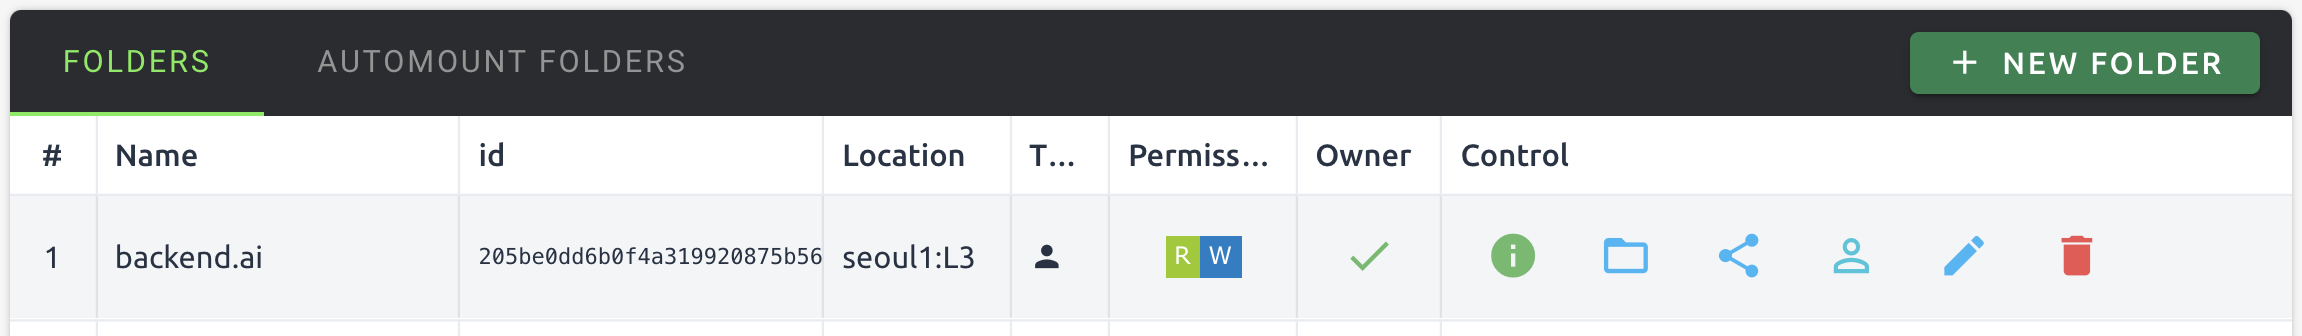 FOLDERS AUTOMOUNT FOLDERS + NEW FOLDER
# Name id Location T... Permiss... Owner Control
1 backend.ai 205be0dd6b0f4a319920875b56 seoul1:L3 R W